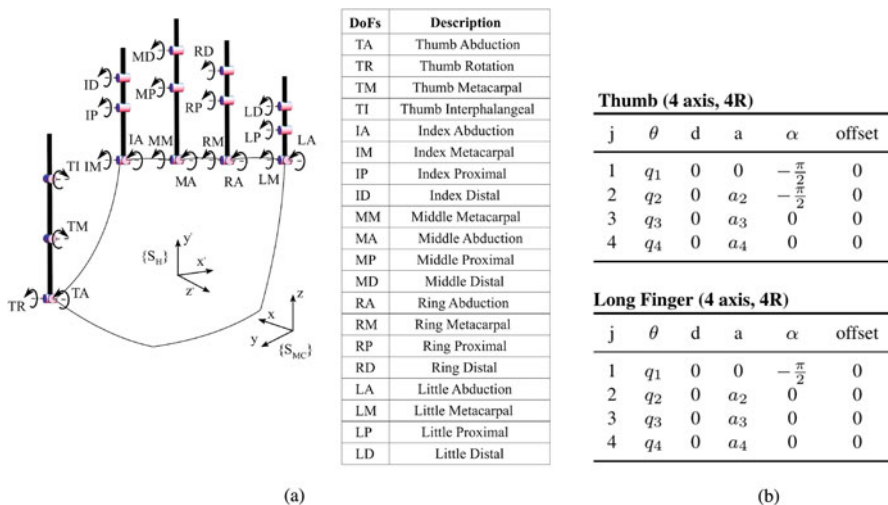 MD
RD
ID
MP
RP
LD
IP
LP
LA
IA
MM
RM
TI
IM
MA
RA
LM
TM
{S_H}
y'
x'
z'
TR
TA
z
x
y
{S_MC}
DoFs Description
TA Thumb Abduction
TR Thumb Rotation
TM Thumb Metacarpal
TI Thumb Interphalangeal
IA Index Abduction
IM Index Metacarpal
IP Index Proximal
ID Index Distal
MM Middle Metacarpal
MA Middle Abduction
MP Middle Proximal
MD Middle Distal
RA Ring Abduction
RM Ring Metacarpal
RP Ring Proximal
RD Ring Distal
LA Little Abduction
LM Little Metacarpal
LP Little Proximal
LD Little Distal
(a)
Thumb (4 axis, 4R)
j θ d a α offset
1 q₁ 0 0 −π/2 0
2 q₂ 0 a₂ −π/2 0
3 q₃ 0 a₃ 0 0
4 q₄ 0 a₄ 0 0
Long Finger (4 axis, 4R)
j θ d a α offset
1 q₁ 0 0 −π/2 0
2 q₂ 0 a₂ 0 0
3 q₃ 0 a₃ 0 0
4 q₄ 0 a₄ 0 0
(b)